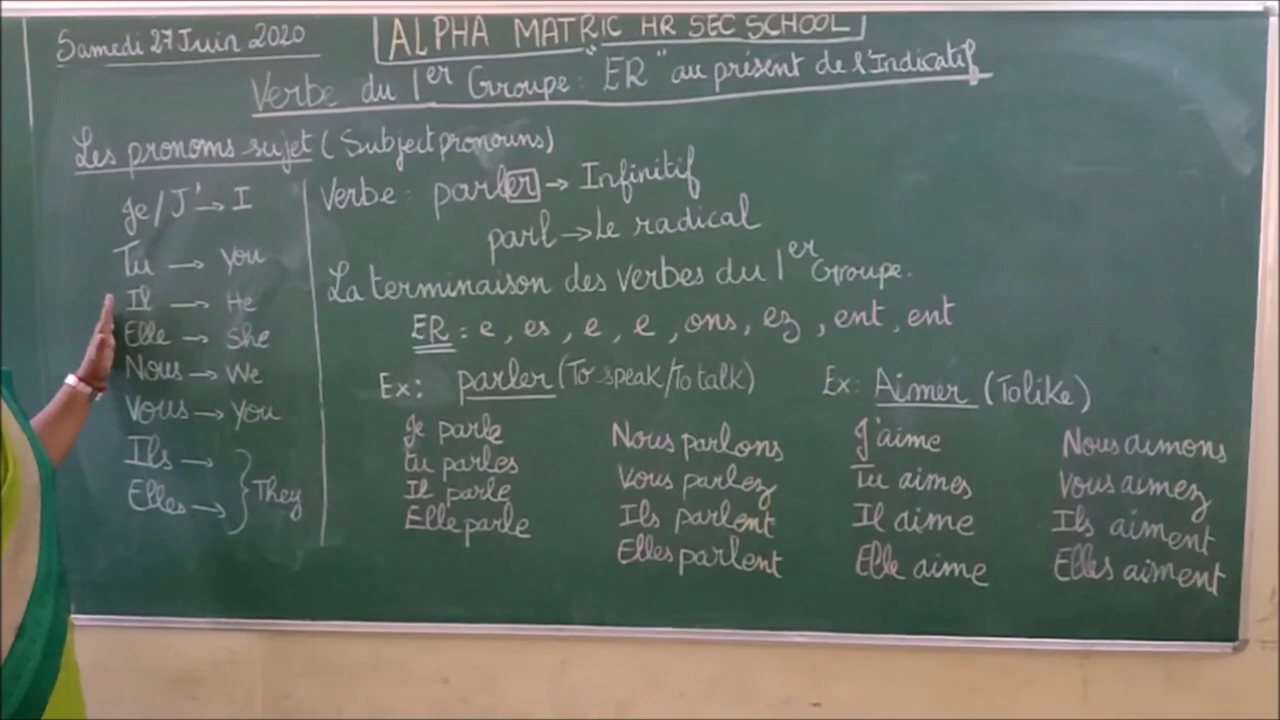 Samedi 27 Juin 2020
ALPHA MATRIC HR SEC SCHOOL
Verbe du 1er Groupe: "ER" au présent de l'Indicatif
Les pronoms sujet (Subject pronouns)
Je/J' → I
Tu → you
Il → He
Elle → She
Nous → We
Vous → you
Ils →
Elles → } They
Verbe: parler → Infinitif
parl → Le radical
La terminaison des verbes du 1er Groupe.
ER: e, es, e, e, ons, ez, ent, ent
Ex: parler (To speak/To talk)
Je parle
tu parles
Il parle
Elle parle
Nous parlons
Vous parlez
Ils parlent
Elles parlent
Ex: Aimer (To like)
J'aime
Tu aimes
Il aime
Elle aime
Nous aimons
Vous aimez
Ils aiment
Elles aiment